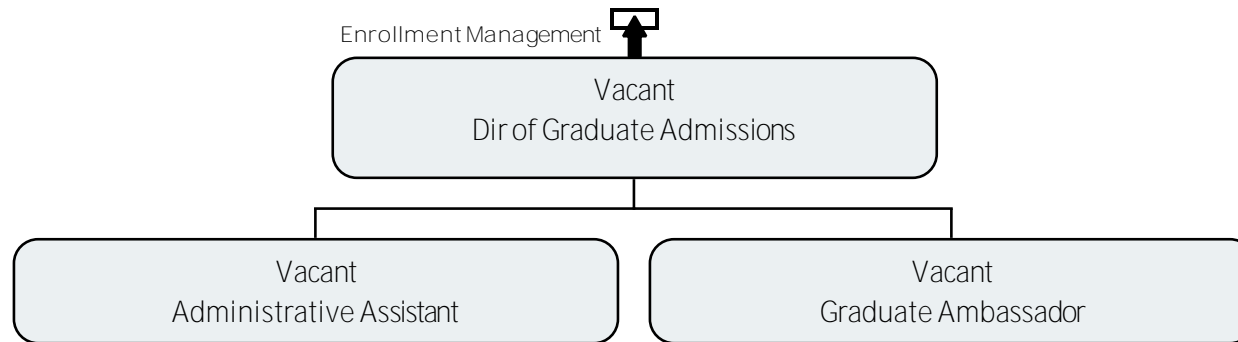 Enrollment Management
Vacant
Dir of Graduate Admissions
Vacant
Administrative Assistant
Vacant
Graduate Ambassador